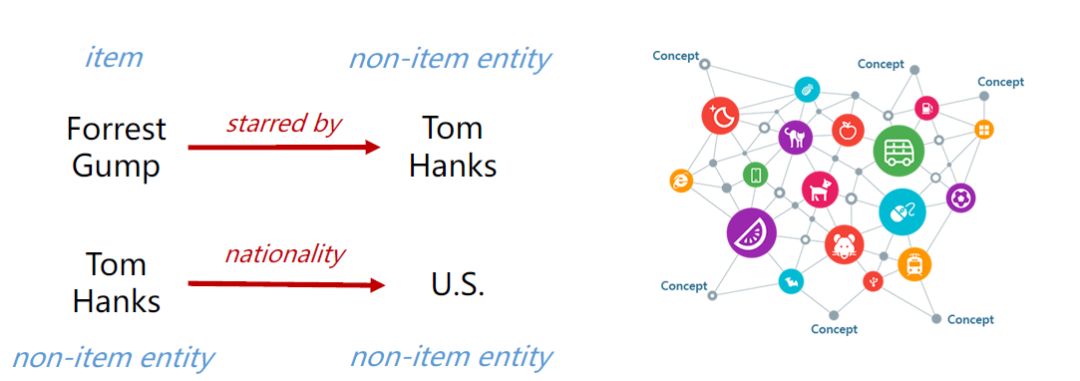 item
non-item entity
Forrest
Gump
starred by
Tom
Hanks
Tom
Hanks
nationality
U.S.
non-item entity
non-item entity
Concept
Concept
Concept
Concept
Concept
Concept